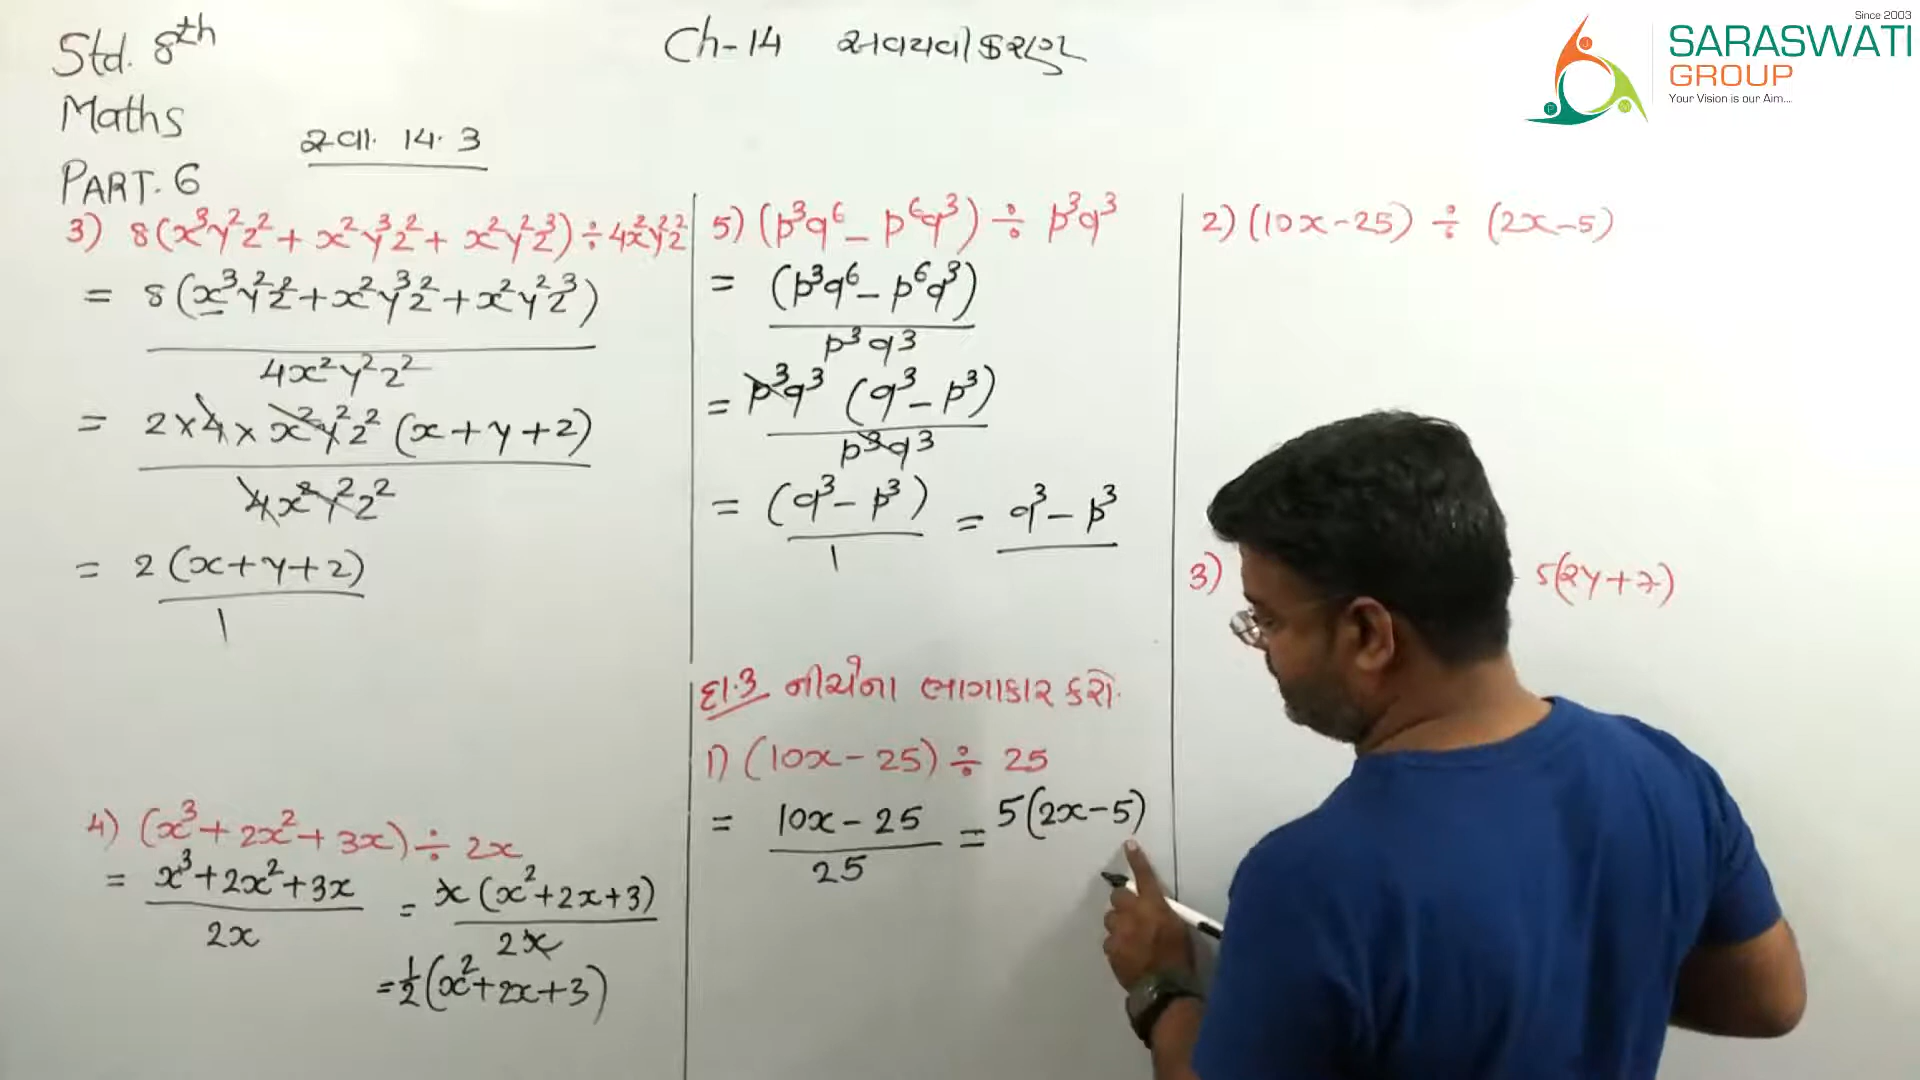 Std. 8th
Maths
PART. 6
Ch-14 અવયવીકરણ
સ્વા. 14.3
Since 2003
SARASWATI
GROUP
Your Vision is our Aim...
3) 8(x³y²z² + x²y³z² + x²y²z³) ÷ 4x²y²z²
= 8(x³y²z² + x²y³z² + x²y²z³)
4x²y²z²
= 2 × 4 × x²y²z² (x+y+z)
4x²y²z²
= 2 (x+y+z)
1
4) (x³ + 2x² + 3x) ÷ 2x
= x³+2x²+3x = x (x²+2x+3)
2x 2x
= 1/2 (x²+2x+3)
5) (p³q⁶ – p⁶q³) ÷ p³q³
= (p³q⁶ – p⁶q³)
p³q³
= p³q³ (q³ – p³)
p³q³
= (q³ – p³) = q³ – p³
1
દા.3 નીચેના ભાગાકાર કરો.
1) (10x – 25) ÷ 25
= 10x – 25 = 5(2x – 5)
25
2) (10x – 25) ÷ (2x – 5)
3) 5(2y+7)